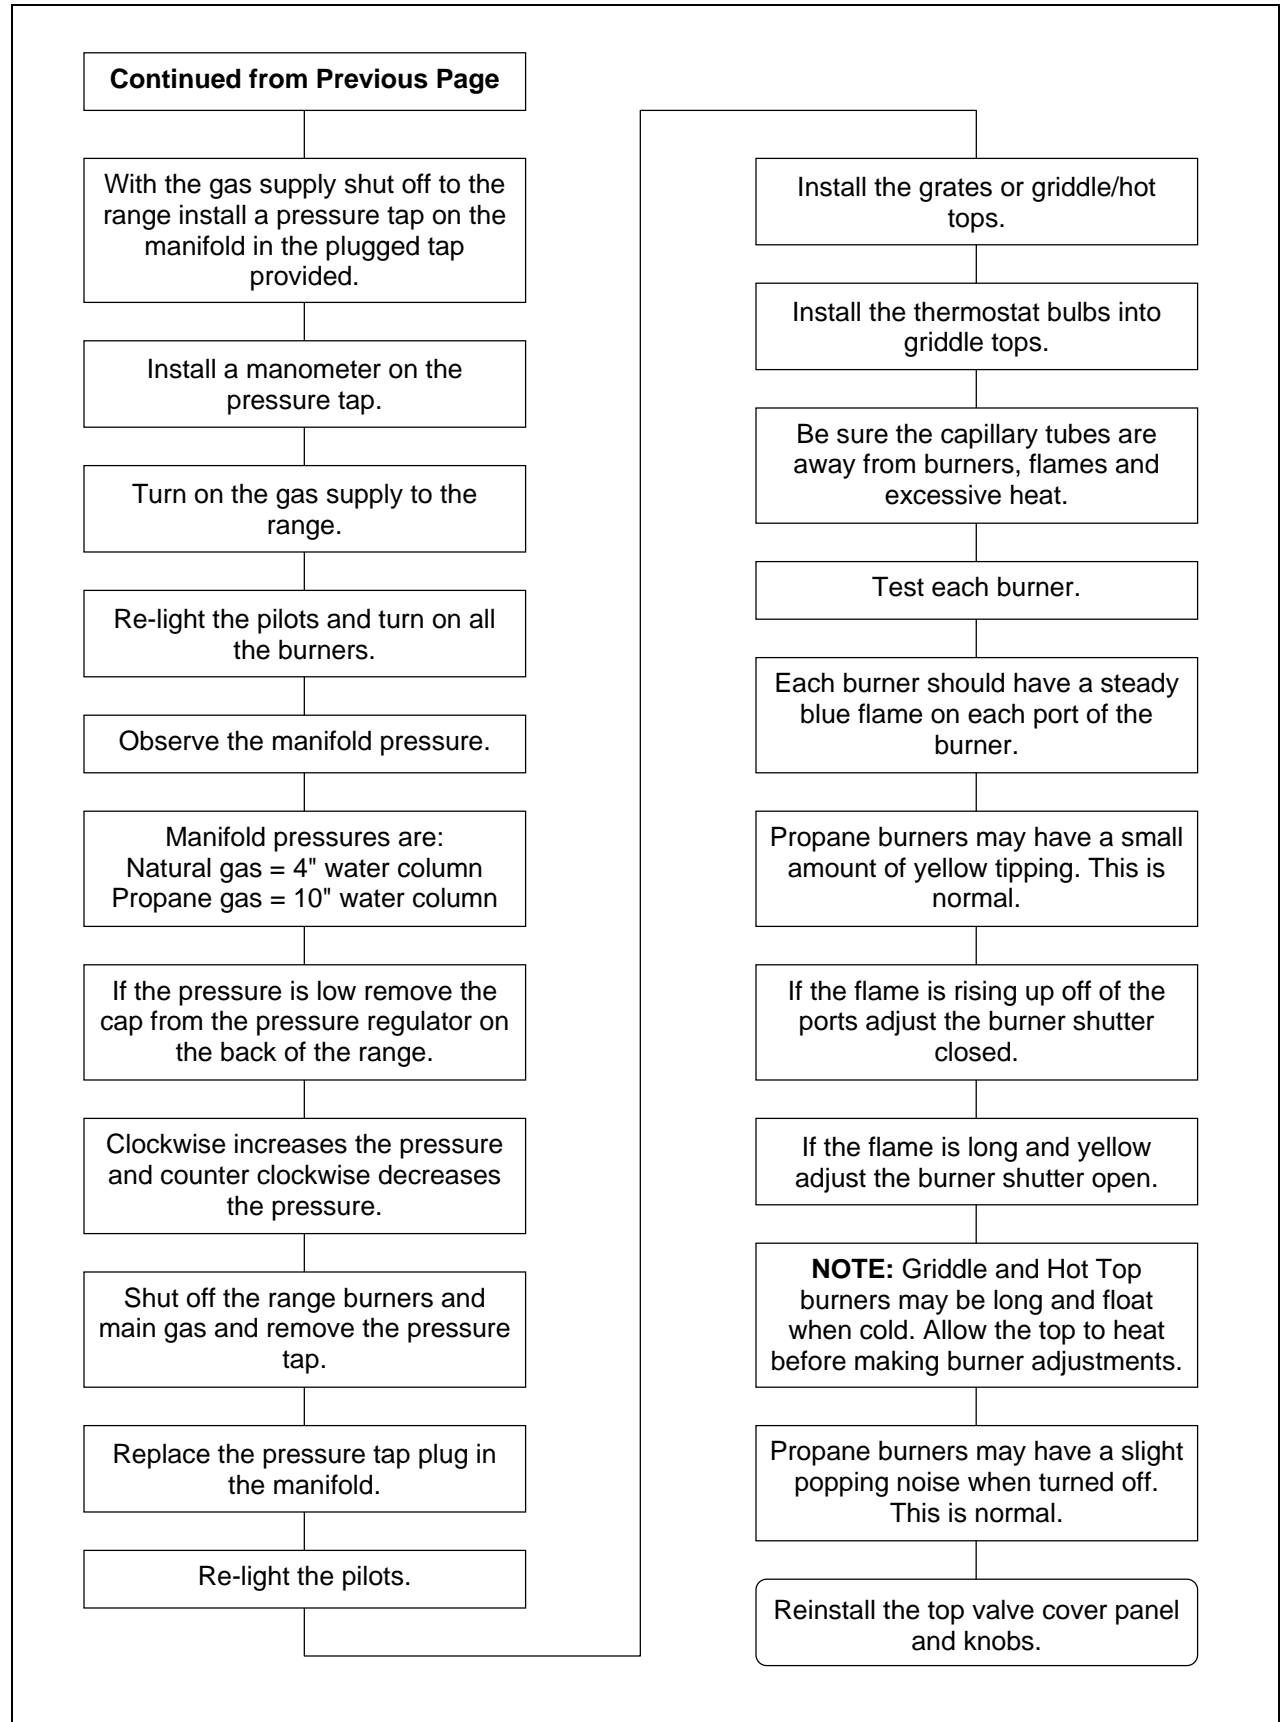 Continued from Previous Page
With the gas supply shut off to the
range install a pressure tap on the
manifold in the plugged tap
provided.
Install a manometer on the
pressure tap.
Turn on the gas supply to the
range.
Re-light the pilots and turn on all
the burners.
Observe the manifold pressure.
Manifold pressures are:
Natural gas = 4" water column
Propane gas = 10" water column
If the pressure is low remove the
cap from the pressure regulator on
the back of the range.
Clockwise increases the pressure
and counter clockwise decreases
the pressure.
Shut off the range burners and
main gas and remove the pressure
tap.
Replace the pressure tap plug in
the manifold.
Re-light the pilots.
Install the grates or griddle/hot
tops.
Install the thermostat bulbs into
griddle tops.
Be sure the capillary tubes are
away from burners, flames and
excessive heat.
Test each burner.
Each burner should have a steady
blue flame on each port of the
burner.
Propane burners may have a small
amount of yellow tipping. This is
normal.
If the flame is rising up off of the
ports adjust the burner shutter
closed.
If the flame is long and yellow
adjust the burner shutter open.
NOTE: Griddle and Hot Top
burners may be long and float
when cold. Allow the top to heat
before making burner adjustments.
Propane burners may have a slight
popping noise when turned off.
This is normal.
Reinstall the top valve cover panel
and knobs.